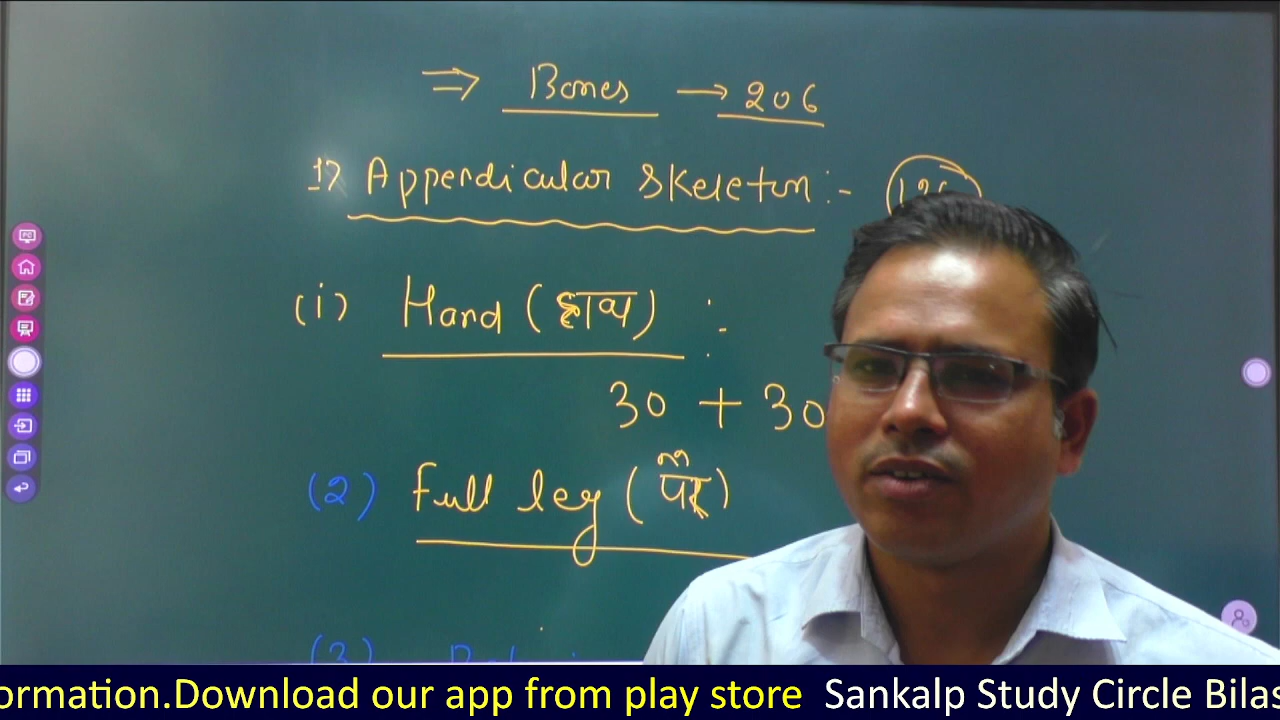 ⇒ Bones → 206
1) Appendicular Skeleton :-
(i) Hand (हाथ) :-
30 + 30
(2) Full leg (पैर)
(3)
ormation.Download our app from play store Sankalp Study Circle Bilas